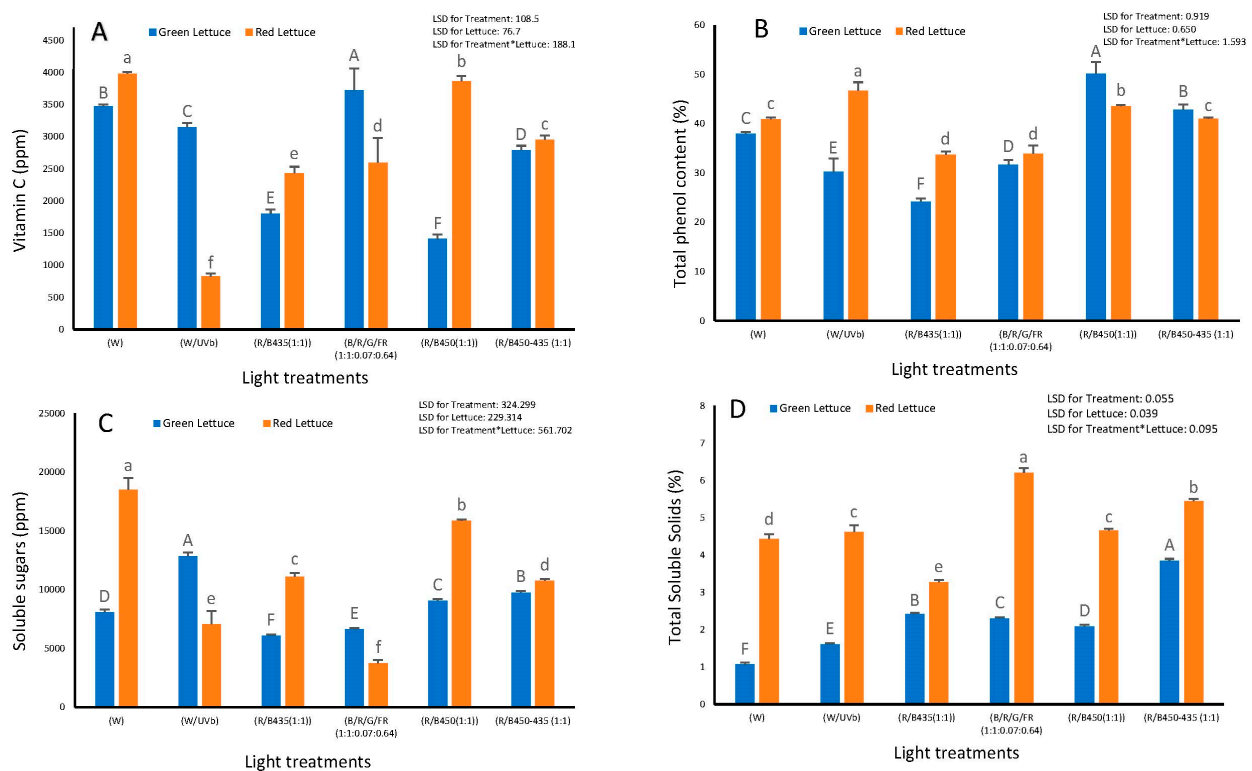 A
Green Lettuce
Red Lettuce
LSD for Treatment: 108.5
LSD for Lettuce: 76.7
LSD for Treatment*Lettuce: 188.1
Vitamin C (ppm)
4500
4000
3500
3000
2500
2000
1500
1000
500
0
B a C f E e A d F b D c
(W) (W/UVb) (R/B435(1:1)) (B/R/G/FR (R/B450(1:1)) (R/B450-435 (1:1)
(1:1:0.07:0.64)
Light treatments
B
Green Lettuce
Red Lettuce
LSD for Treatment: 0.919
LSD for Lettuce: 0.650
LSD for Treatment*Lettuce: 1.593
Total phenol content (%)
60
50
40
30
20
10
0
C c E a F d D d A b B c
(W) (W/UVb) (R/B435(1:1)) (B/R/G/FR (R/B450(1:1)) (R/B450-435 (1:1)
(1:1:0.07:0.64)
Light treatments
C
Green Lettuce
Red Lettuce
LSD for Treatment: 324.299
LSD for Lettuce: 229.314
LSD for Treatment*Lettuce: 561.702
Soluble sugars (ppm)
25000
20000
15000
10000
5000
0
D a A e F c E f C b B d
(W) (W/UVb) (R/B435(1:1)) (B/R/G/FR (R/B450(1:1)) (R/B450-435 (1:1)
(1:1:0.07:0.64)
Light treatments
D
Green Lettuce
Red Lettuce
LSD for Treatment: 0.055
LSD for Lettuce: 0.039
LSD for Treatment*Lettuce: 0.095
Total Soluble Solids (%)
8
7
6
5
4
3
2
1
0
F d E c B e C a D c A b
(W) (W/UVb) (R/B435(1:1)) (B/R/G/FR (R/B450(1:1)) (R/B450-435 (1:1)
(1:1:0.07:0.64)
Light treatments